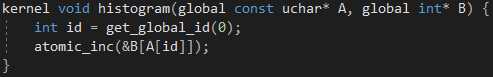 kernel void histogram(global const uchar* A, global int* B) {
    int id = get_global_id(0);
    atomic_inc(&B[A[id]]);
}